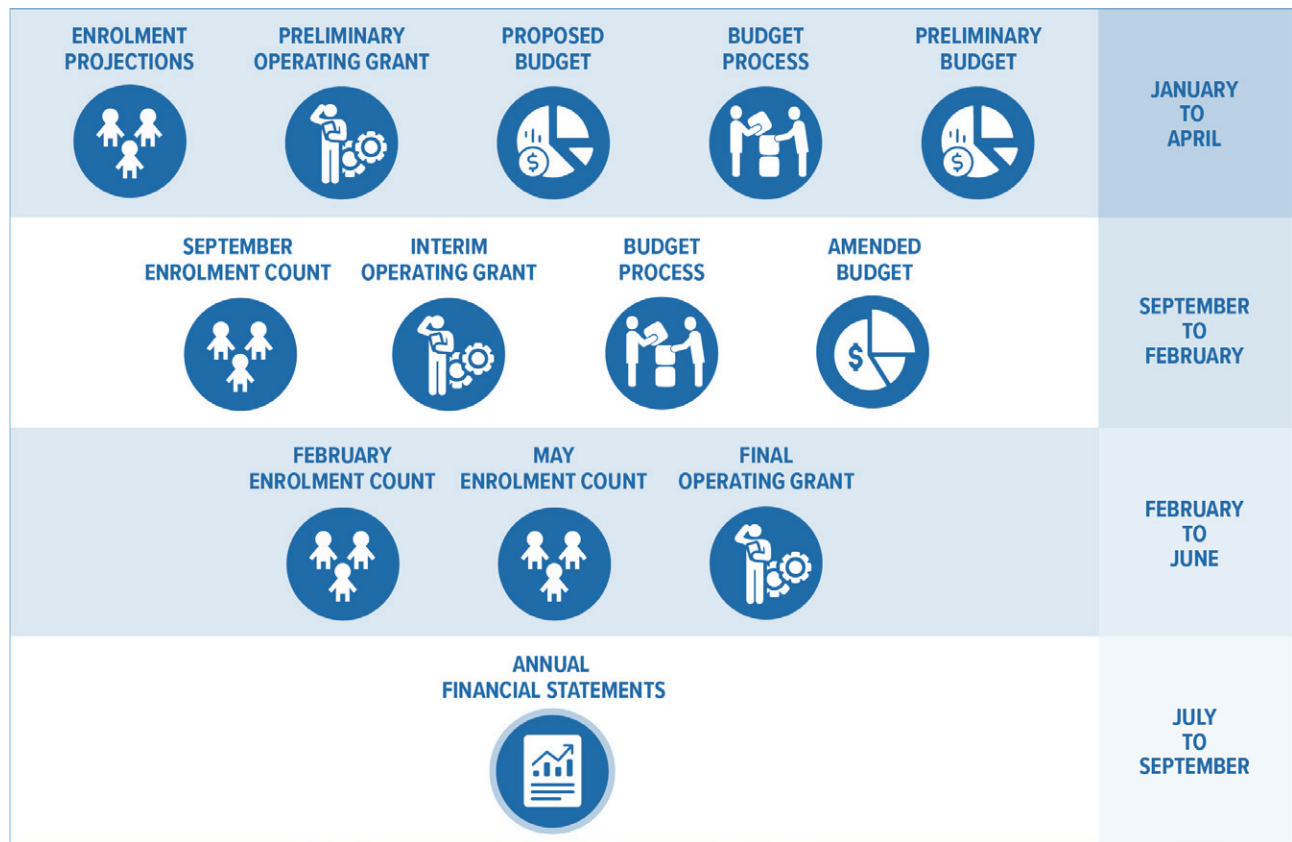 ENROLMENT
PROJECTIONS
PRELIMINARY
OPERATING GRANT
PROPOSED
BUDGET
BUDGET
PROCESS
PRELIMINARY
BUDGET
JANUARY
TO
APRIL
$
$
SEPTEMBER
ENROLMENT COUNT
INTERIM
OPERATING GRANT
BUDGET
PROCESS
AMENDED
BUDGET
SEPTEMBER
TO
FEBRUARY
$
FEBRUARY
ENROLMENT COUNT
MAY
ENROLMENT COUNT
FINAL
OPERATING GRANT
FEBRUARY
TO
JUNE
ANNUAL
FINANCIAL STATEMENTS
JULY
TO
SEPTEMBER